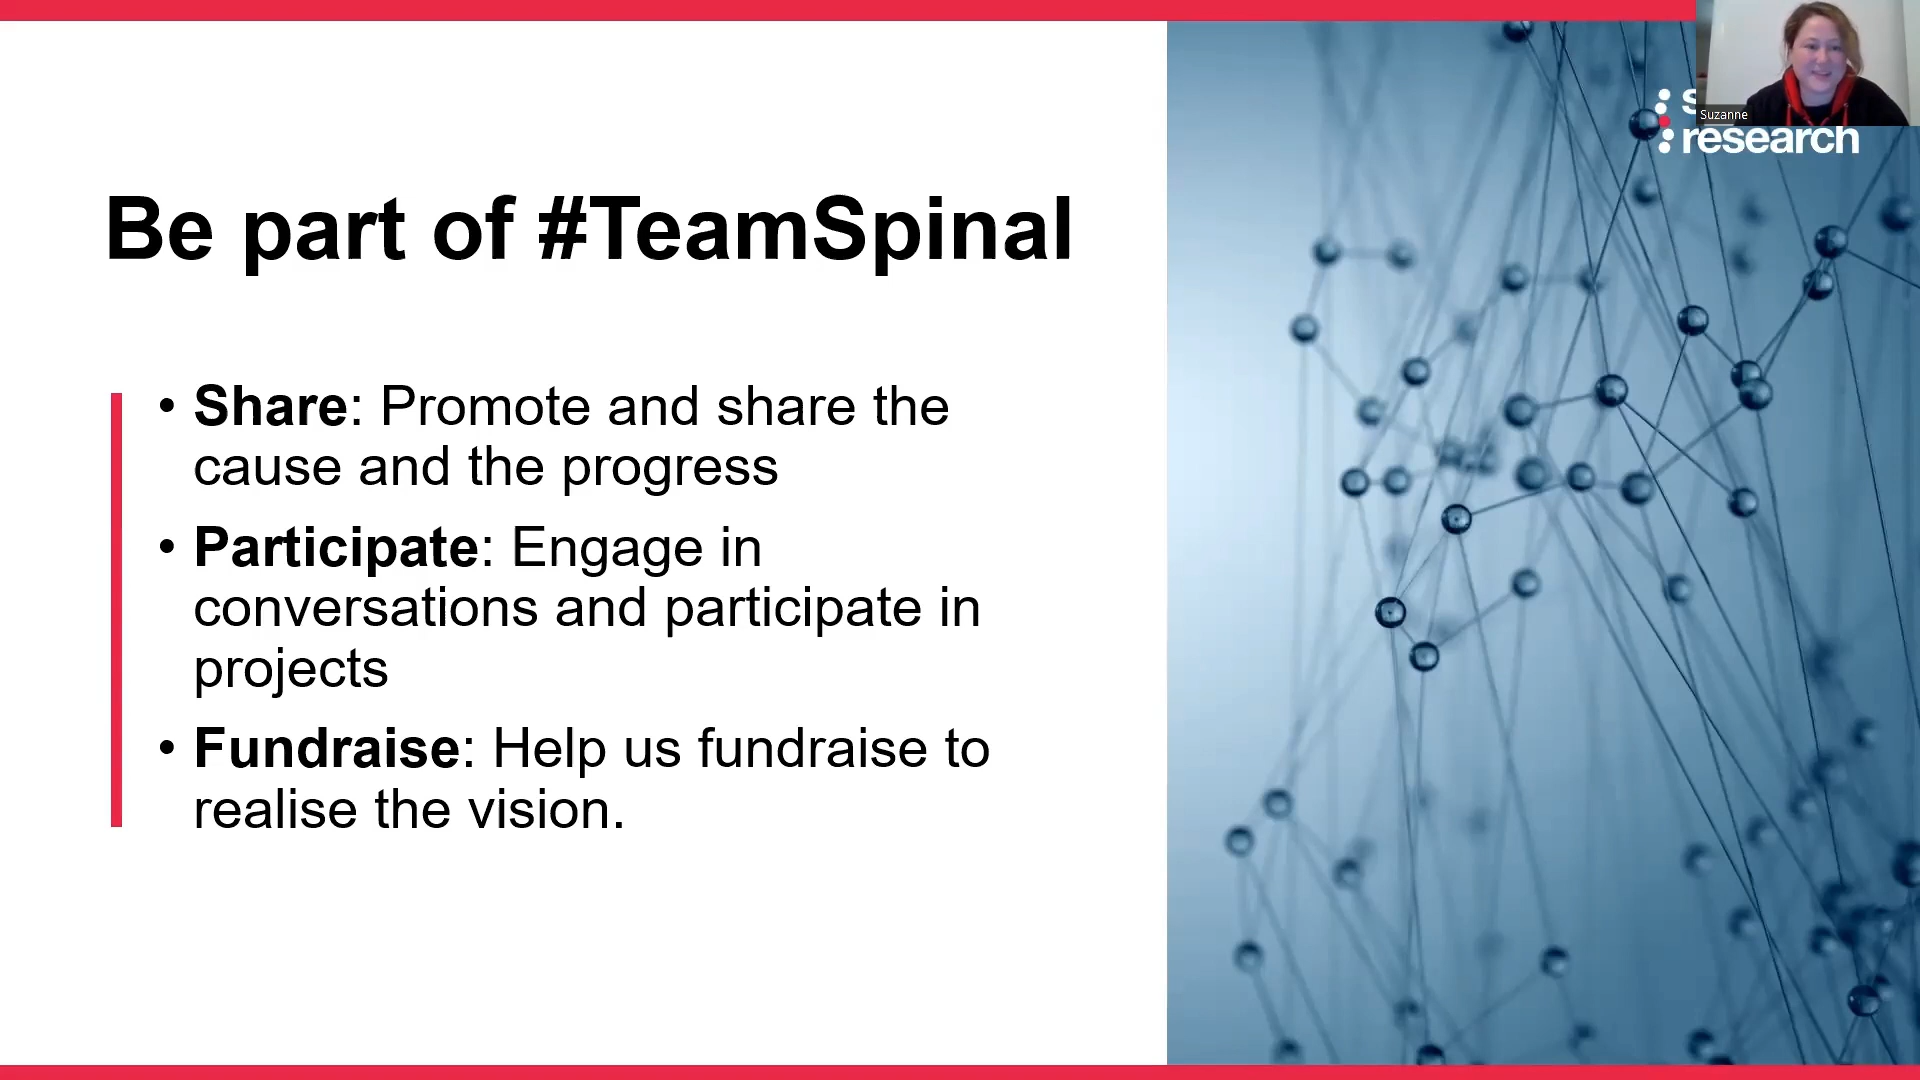 Suzanne
research
Be part of #TeamSpinal
• Share: Promote and share the
cause and the progress
• Participate: Engage in
conversations and participate in
projects
• Fundraise: Help us fundraise to
realise the vision.